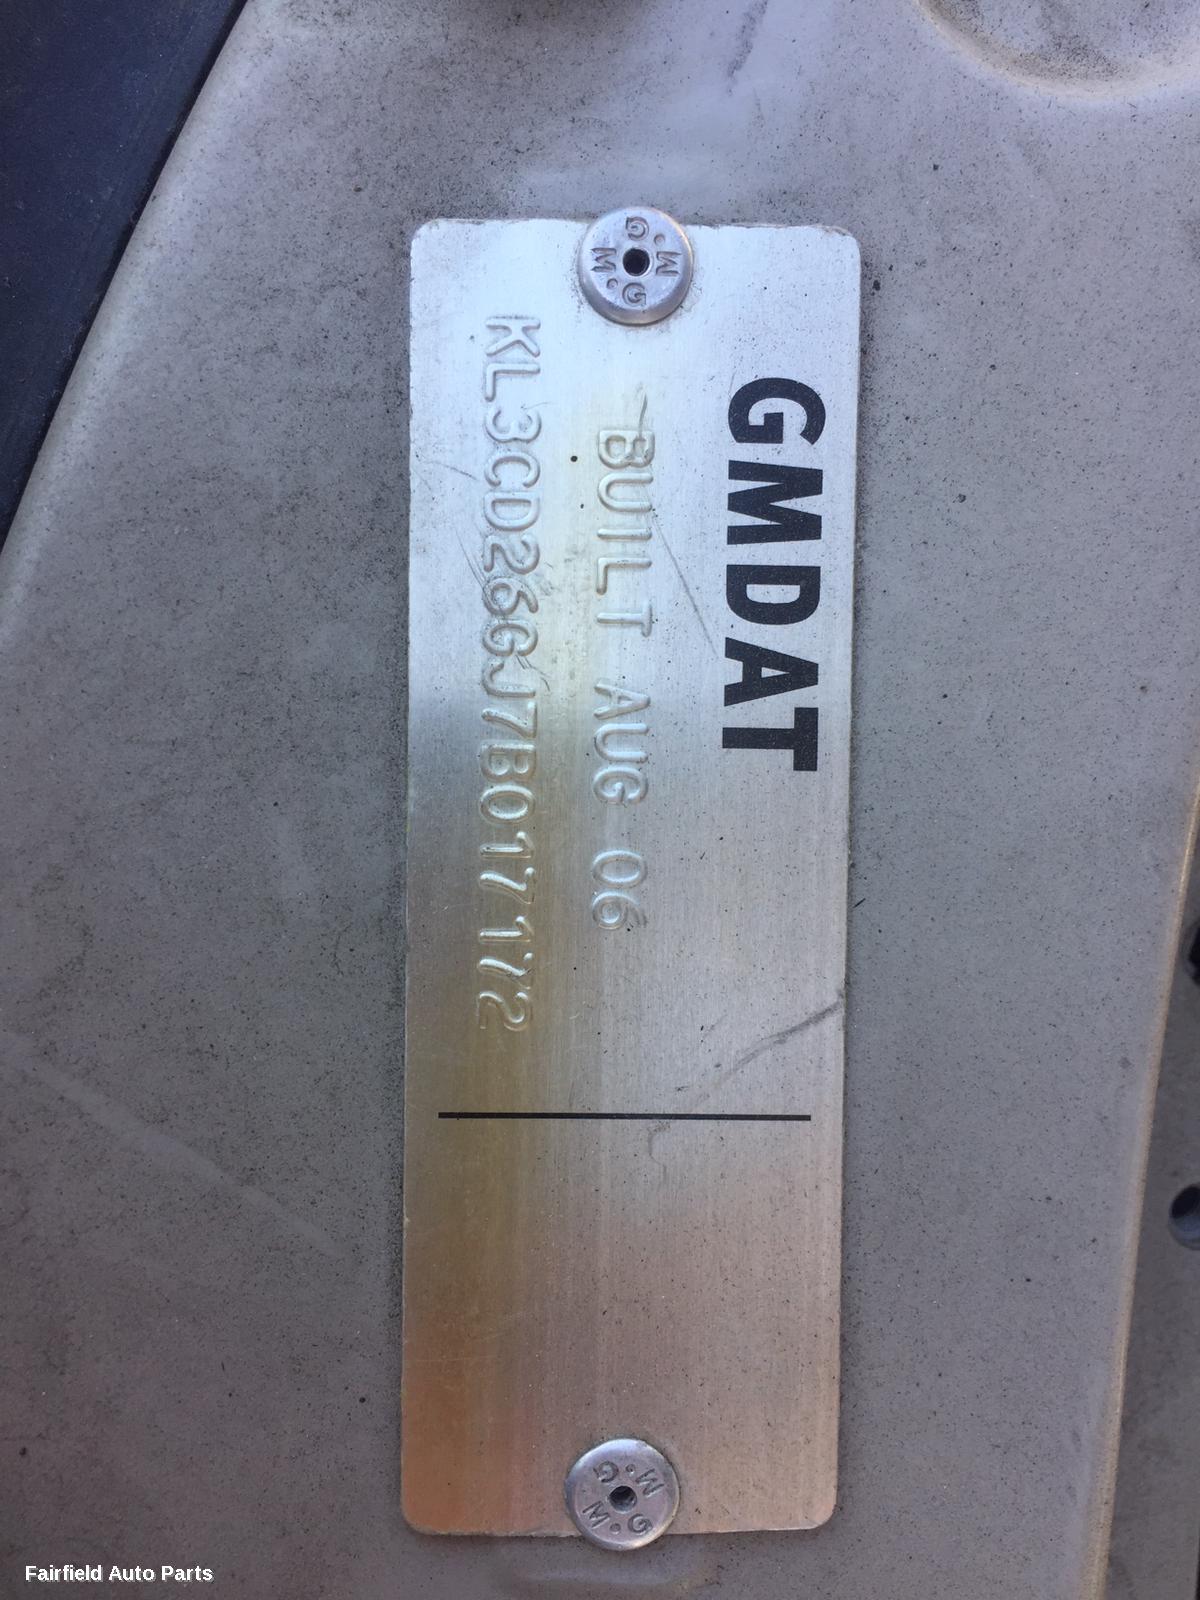 GMDAT
BUILT AUG 06
KL3CD26GJ7B017172
G.M
G.M
G.M
G.M
Fairfield Auto Parts